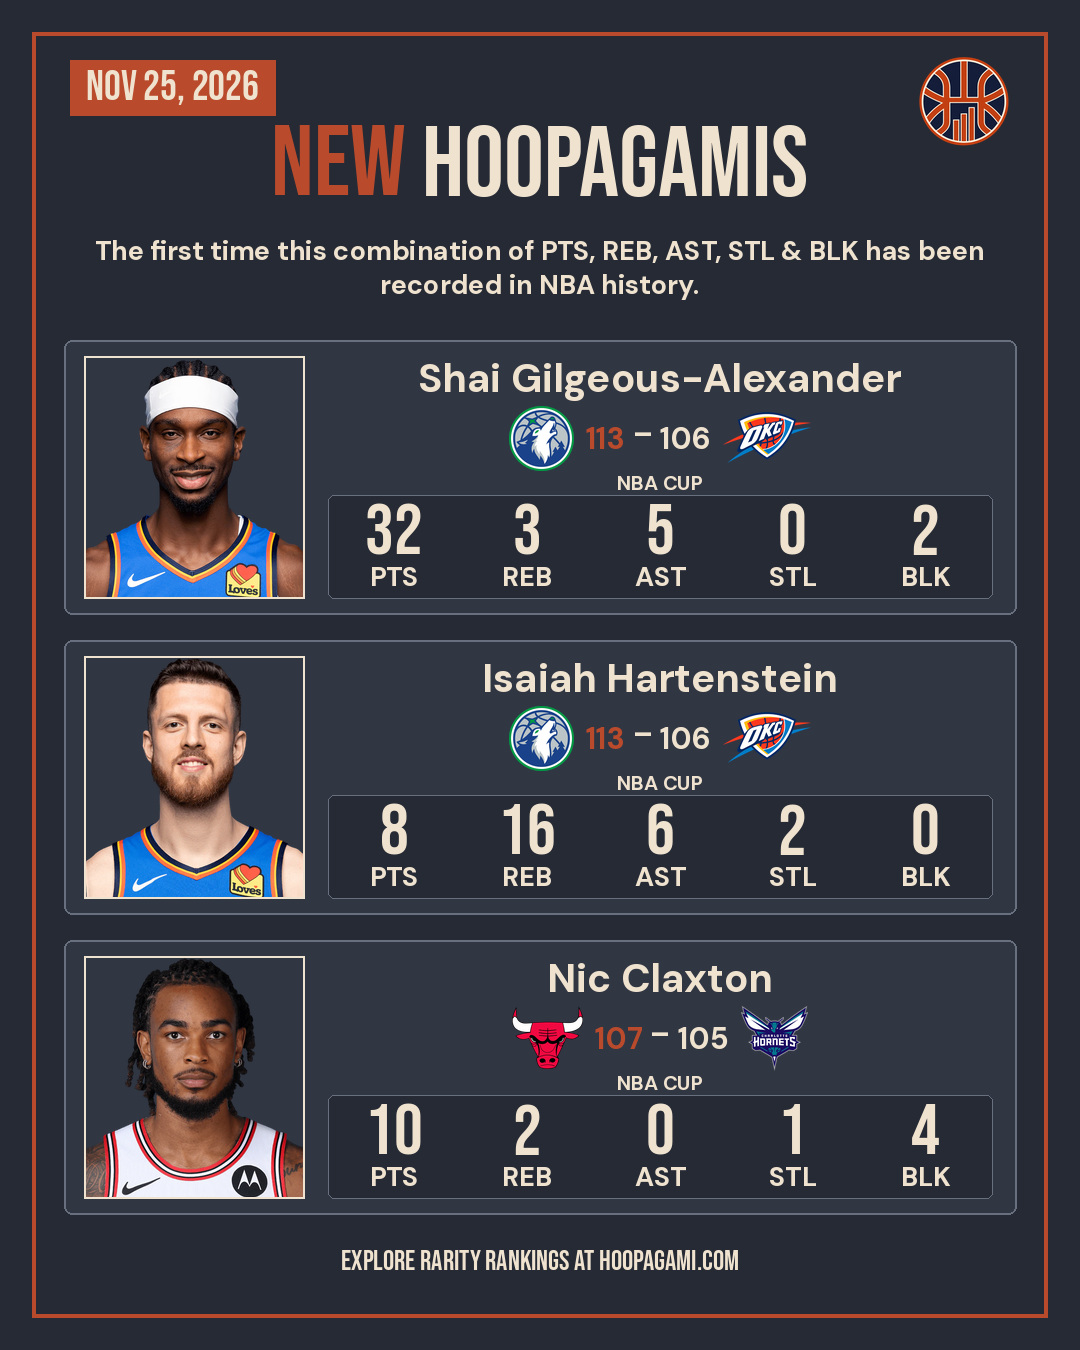 NOV 25, 2026
NEW HOOPAGAMIS
The first time this combination of PTS, REB, AST, STL & BLK has been
recorded in NBA history.
Shai Gilgeous-Alexander
113 – 106
OKC
NBA CUP
32 3 5 0 2
PTS REB AST STL BLK
Love's
Isaiah Hartenstein
113 – 106
OKC
NBA CUP
8 16 6 2 0
PTS REB AST STL BLK
Love's
Nic Claxton
107 – 105
CHARLOTTE
HORNETS
NBA CUP
10 2 0 1 4
PTS REB AST STL BLK
EXPLORE RARITY RANKINGS AT HOOPAGAMI.COM